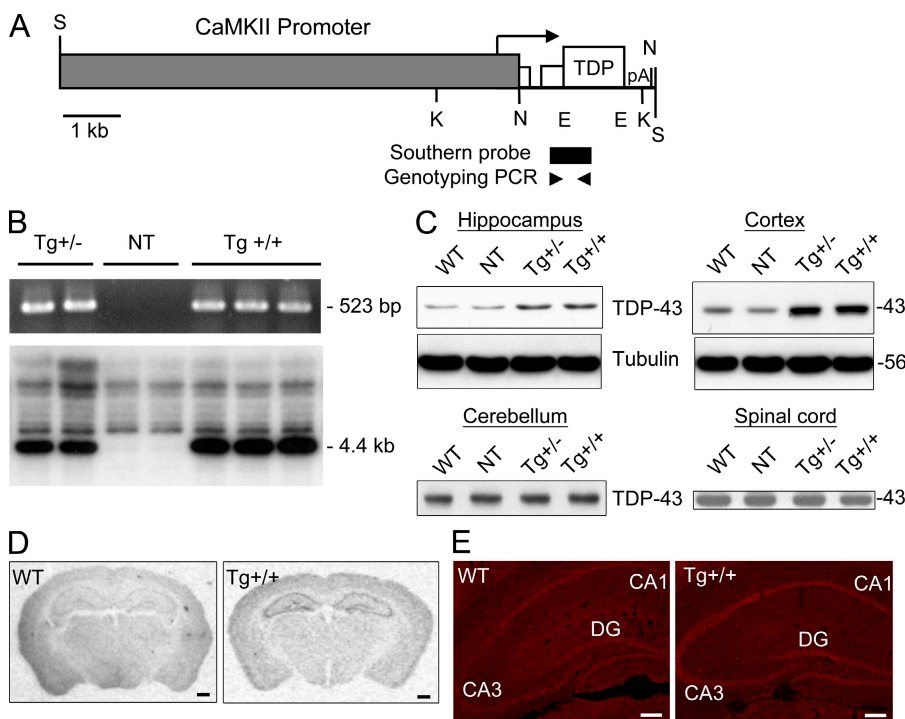 A
S
CaMKII Promoter
N
TDP
pA
1 kb
K
N
E
E
K
S
Southern probe
Genotyping PCR
B
Tg+/-
NT
Tg +/+
- 523 bp
- 4.4 kb
C
Hippocampus
Cortex
WT
NT
Tg+/-
Tg+/+
WT
NT
Tg+/-
Tg+/+
TDP-43
-43
Tubulin
-56
Cerebellum
Spinal cord
WT
NT
Tg+/-
Tg+/+
WT
NT
Tg+/-
Tg+/+
TDP-43
-43
D
WT
Tg+/+
E
WT
CA1
DG
CA3
Tg+/+
CA1
DG
CA3